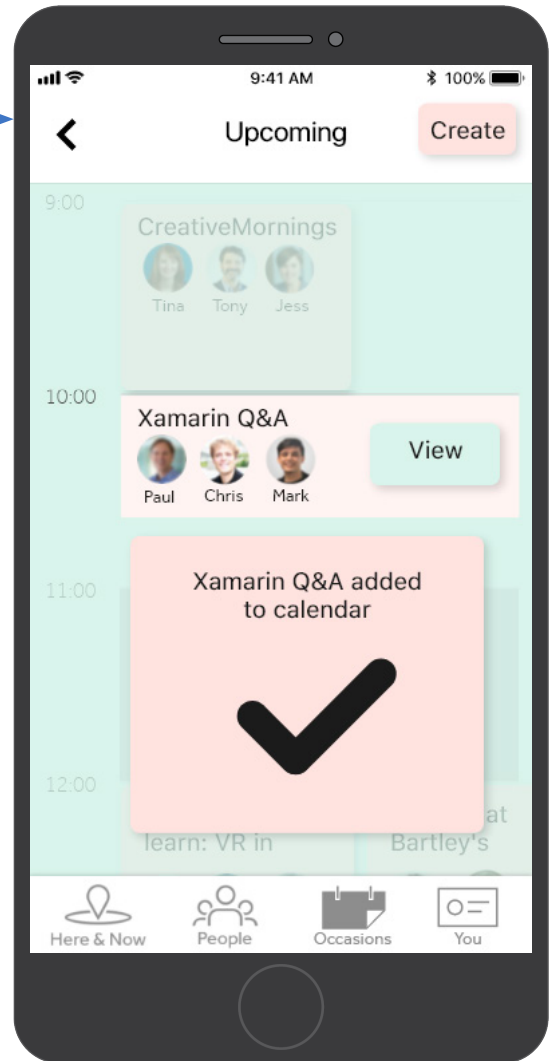 9:41 AM
100%
Upcoming
Create
9:00
CreativeMornings
Tina Tony Jess
10:00
Xamarin Q&A
View
Paul Chris Mark
11:00
Xamarin Q&A added
to calendar
12:00
at
learn: VR in
Bartley's
Here & Now
People
Occasions
You